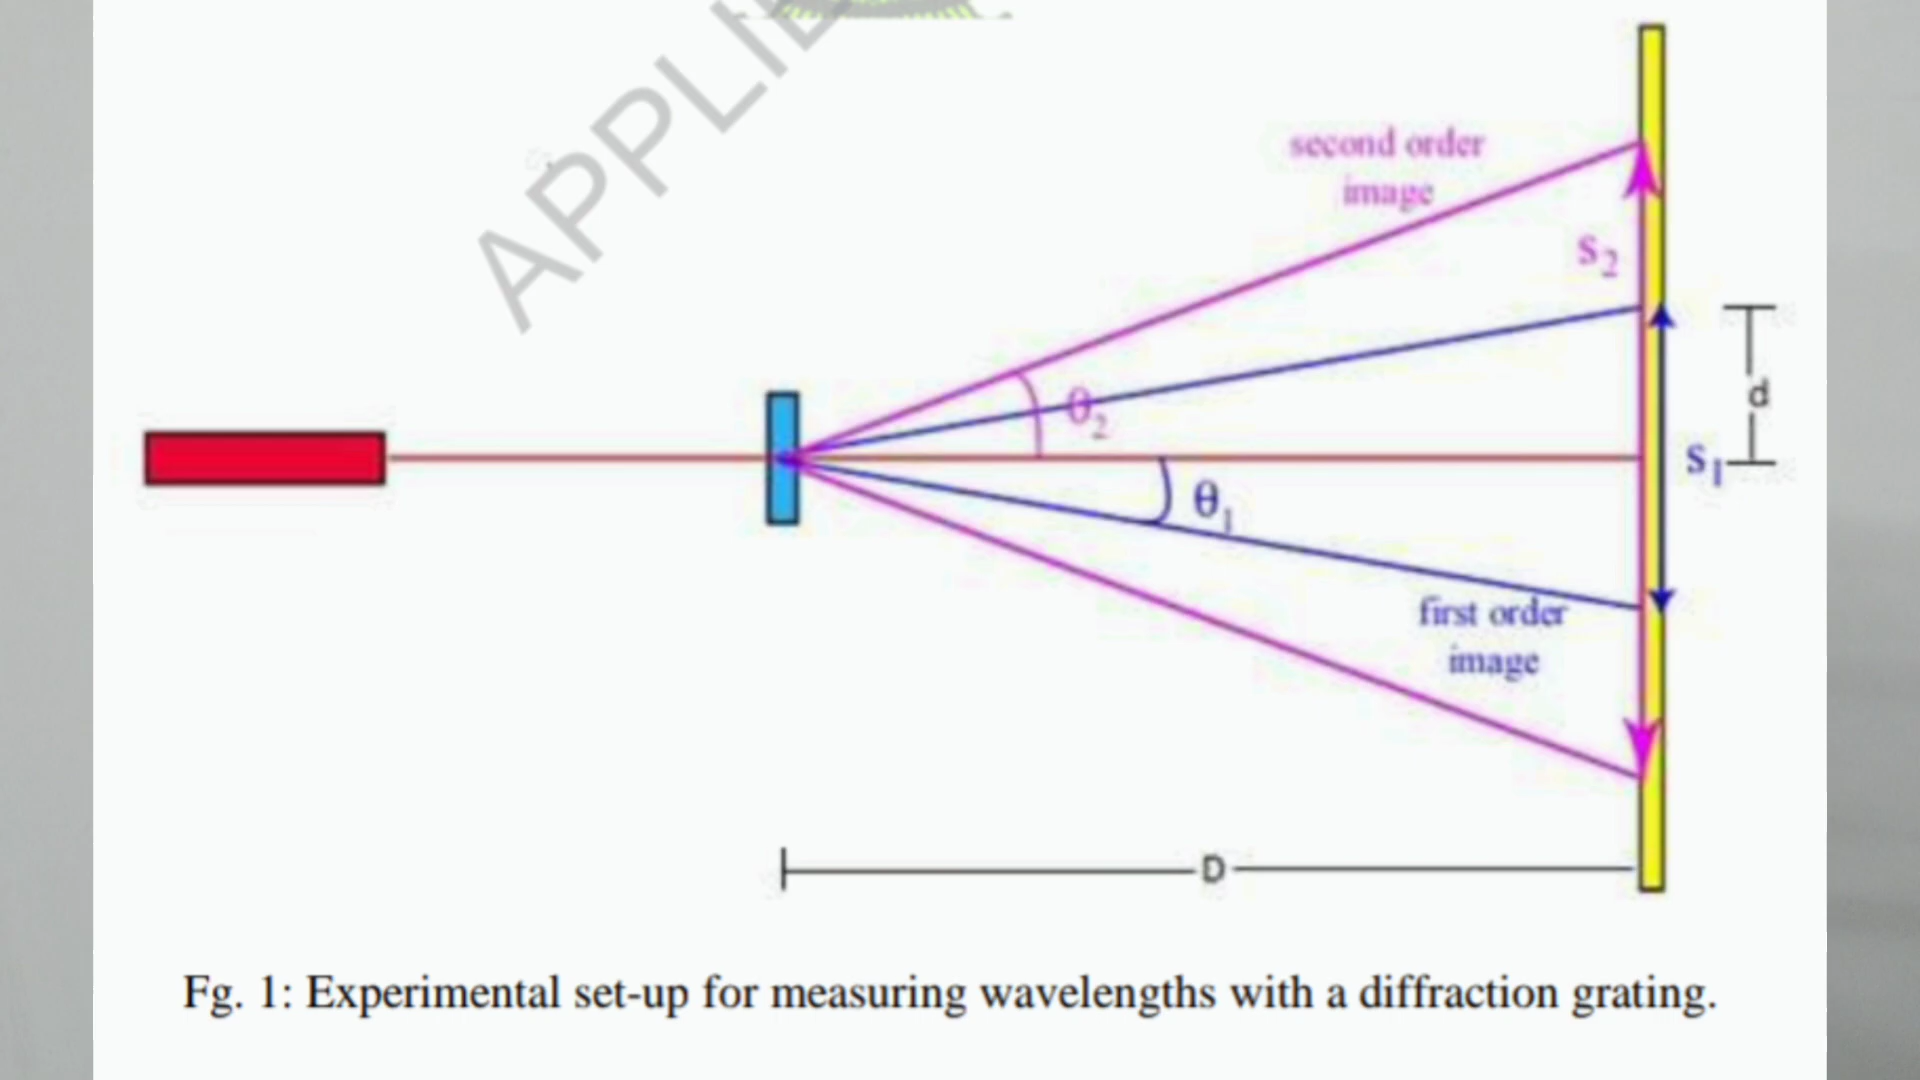 APPLIE
second order
image
s₂
d
θ₂
s₁
θ₁
first order
image
D
Fg. 1: Experimental set-up for measuring wavelengths with a diffraction grating.